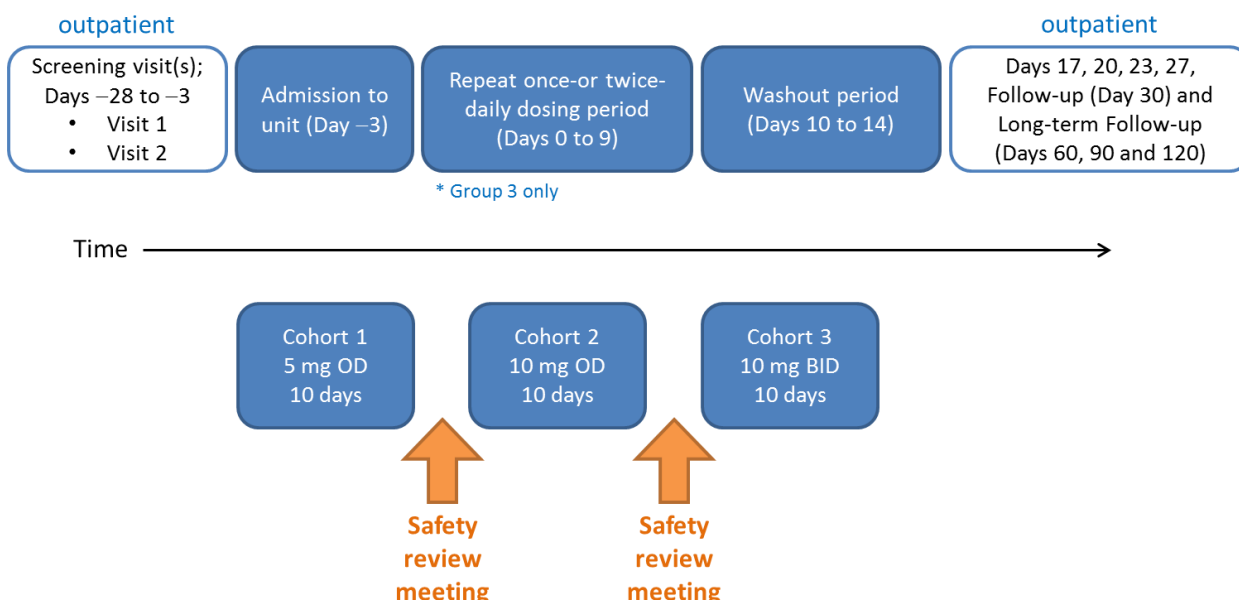 outpatient
Screening visit(s);
Days −28 to −3
• Visit 1
• Visit 2
Admission to
unit (Day −3)
Repeat once-or twice-
daily dosing period
(Days 0 to 9)
* Group 3 only
Washout period
(Days 10 to 14)
outpatient
Days 17, 20, 23, 27,
Follow-up (Day 30) and
Long-term Follow-up
(Days 60, 90 and 120)
Time
Cohort 1
5 mg OD
10 days
Cohort 2
10 mg OD
10 days
Cohort 3
10 mg BID
10 days
Safety
review
meeting
Safety
review
meeting